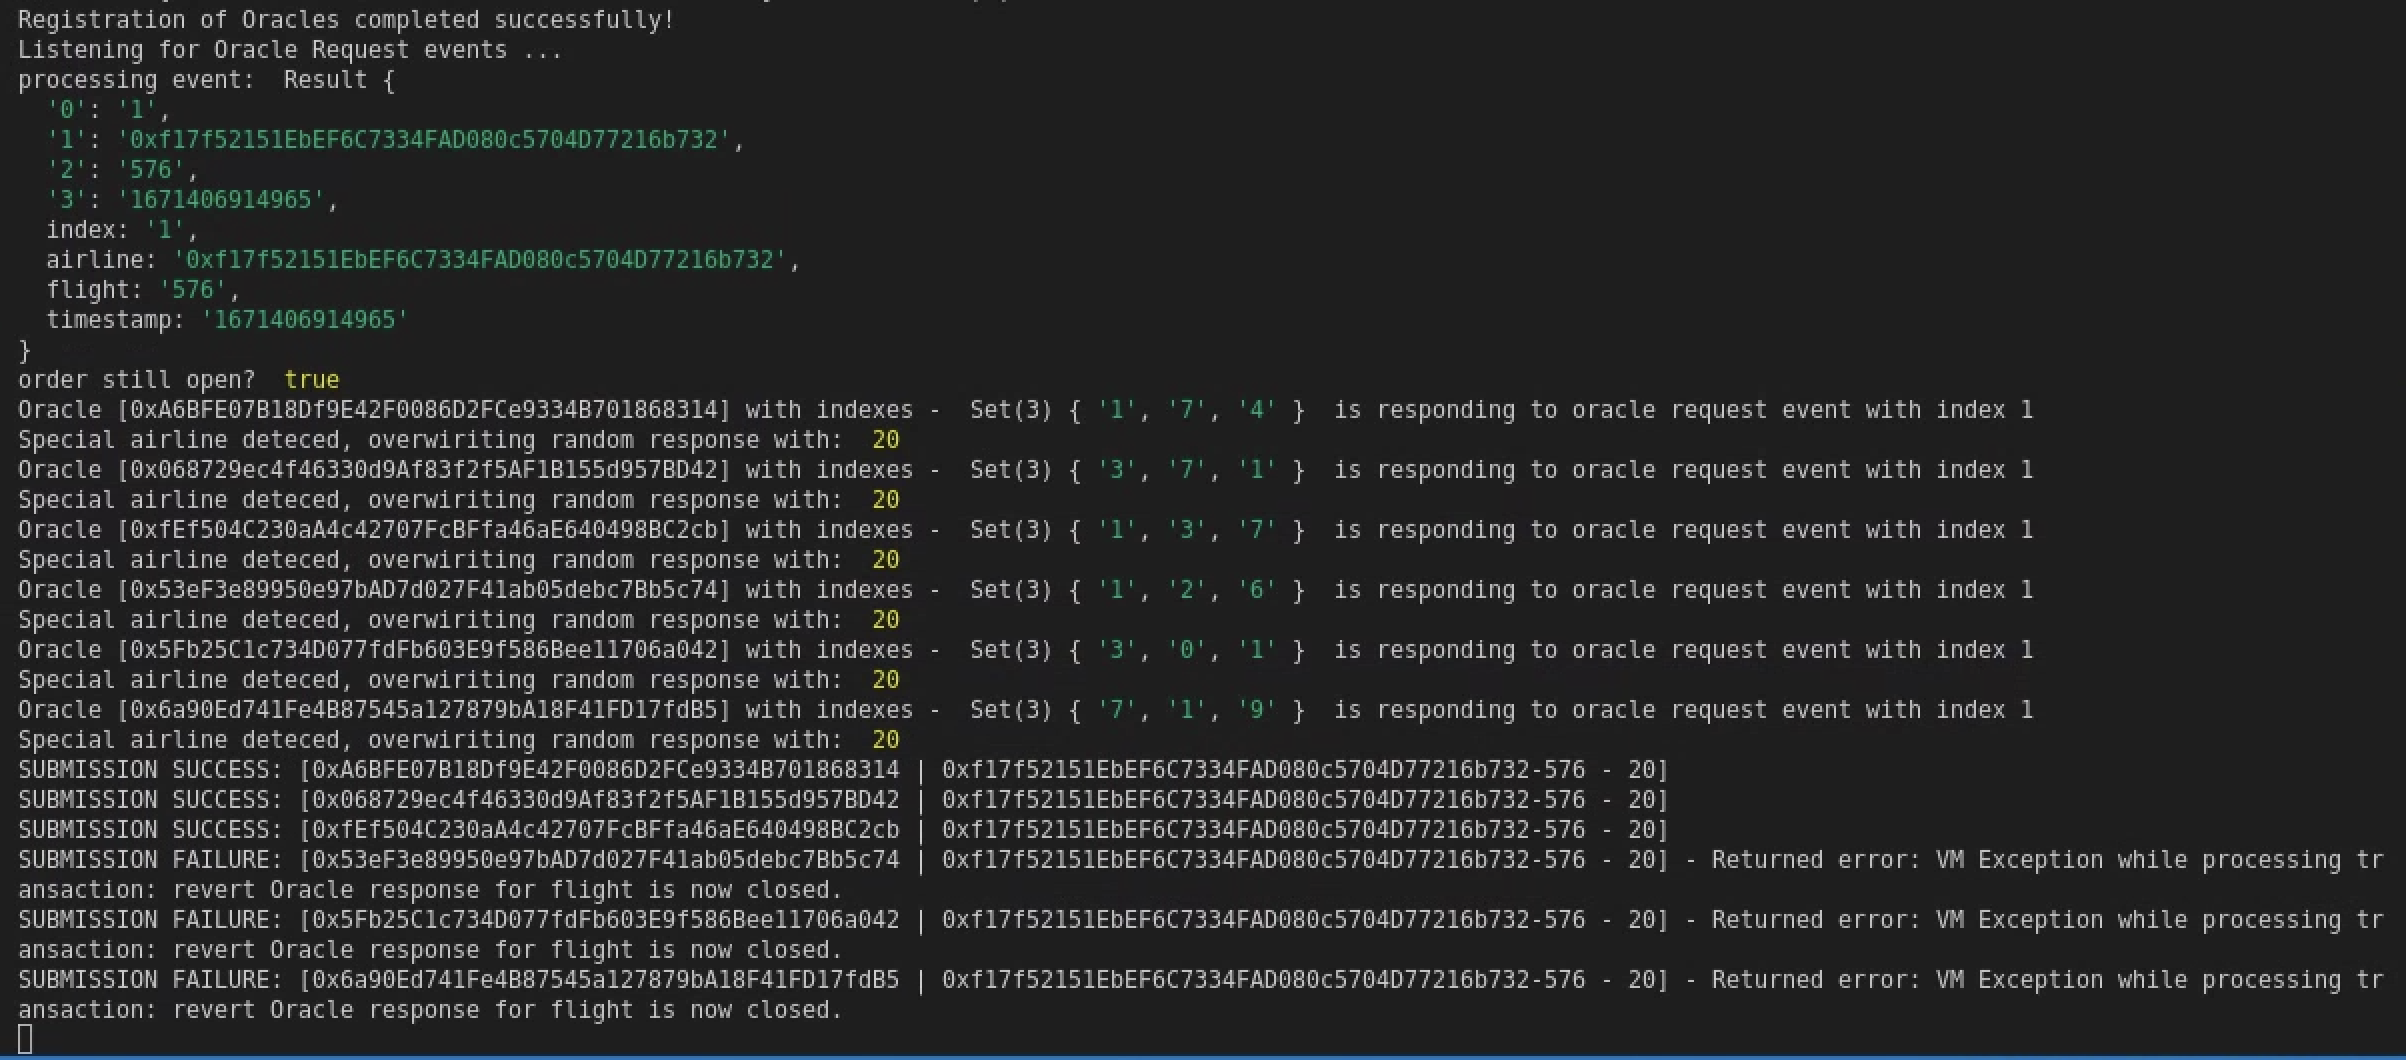 Registration of Oracles completed successfully!
Listening for Oracle Request events ...
processing event:  Result {
  '0': '1',
  '1': '0xf17f52151EbEF6C7334FAD080c5704D77216b732',
  '2': '576',
  '3': '1671406914965',
  index: '1',
  airline: '0xf17f52151EbEF6C7334FAD080c5704D77216b732',
  flight: '576',
  timestamp: '1671406914965'
}
order still open?  true
Oracle [0xA6BFE07B18Df9E42F0086D2FCe9334B701868314] with indexes -  Set(3) { '1', '7', '4' }  is responding to oracle request event with index 1
Special airline deteced, overwiriting random response with:  20
Oracle [0x068729ec4f46330d9Af83f2f5AF1B155d957BD42] with indexes -  Set(3) { '3', '7', '1' }  is responding to oracle request event with index 1
Special airline deteced, overwiriting random response with:  20
Oracle [0xfEf504C230aA4c42707FcBFfa46aE640498BC2cb] with indexes -  Set(3) { '1', '3', '7' }  is responding to oracle request event with index 1
Special airline deteced, overwiriting random response with:  20
Oracle [0x53eF3e89950e97bAD7d027F41ab05debc7Bb5c74] with indexes -  Set(3) { '1', '2', '6' }  is responding to oracle request event with index 1
Special airline deteced, overwiriting random response with:  20
Oracle [0x5Fb25C1c734D077fdFb603E9f586Bee11706a042] with indexes -  Set(3) { '3', '0', '1' }  is responding to oracle request event with index 1
Special airline deteced, overwiriting random response with:  20
Oracle [0x6a90Ed741Fe4B87545a127879bA18F41FD17fdB5] with indexes -  Set(3) { '7', '1', '9' }  is responding to oracle request event with index 1
Special airline deteced, overwiriting random response with:  20
SUBMISSION SUCCESS: [0xA6BFE07B18Df9E42F0086D2FCe9334B701868314 | 0xf17f52151EbEF6C7334FAD080c5704D77216b732-576 - 20]
SUBMISSION SUCCESS: [0x068729ec4f46330d9Af83f2f5AF1B155d957BD42 | 0xf17f52151EbEF6C7334FAD080c5704D77216b732-576 - 20]
SUBMISSION SUCCESS: [0xfEf504C230aA4c42707FcBFfa46aE640498BC2cb | 0xf17f52151EbEF6C7334FAD080c5704D77216b732-576 - 20]
SUBMISSION FAILURE: [0x53eF3e89950e97bAD7d027F41ab05debc7Bb5c74 | 0xf17f52151EbEF6C7334FAD080c5704D77216b732-576 - 20] - Returned error: VM Exception while processing tr
ansaction: revert Oracle response for flight is now closed.
SUBMISSION FAILURE: [0x5Fb25C1c734D077fdFb603E9f586Bee11706a042 | 0xf17f52151EbEF6C7334FAD080c5704D77216b732-576 - 20] - Returned error: VM Exception while processing tr
ansaction: revert Oracle response for flight is now closed.
SUBMISSION FAILURE: [0x6a90Ed741Fe4B87545a127879bA18F41FD17fdB5 | 0xf17f52151EbEF6C7334FAD080c5704D77216b732-576 - 20] - Returned error: VM Exception while processing tr
ansaction: revert Oracle response for flight is now closed.